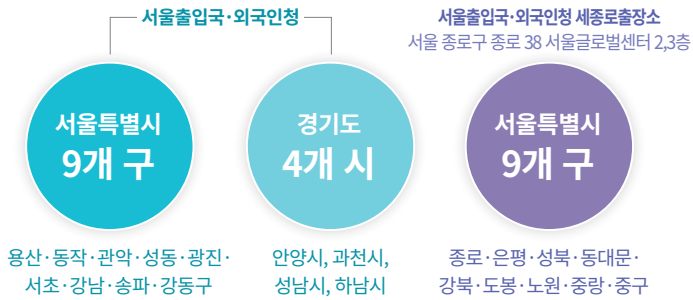 서울출입국·외국인청
서울특별시
9개 구
용산·동작·관악·성동·광진·
서초·강남·송파·강동구
경기도
4개 시
안양시, 과천시,
성남시, 하남시
서울출입국·외국인청 세종로출장소
서울 종로구 종로 38 서울글로벌센터 2,3층
서울특별시
9개 구
종로·은평·성북·동대문·
강북·도봉·노원·중랑·중구